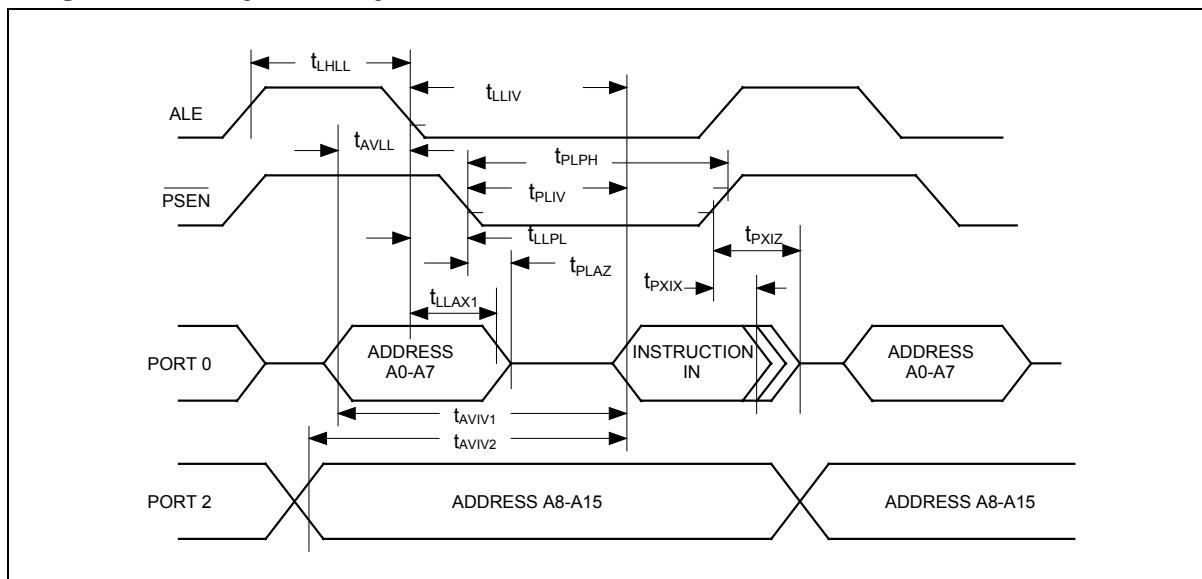 tLHLL
tLLIV
ALE
tAVLL
tPLPH
PSEN
tPLIV
tLLPL
tPXIZ
tPLAZ
tPXIX
tLLAX1
PORT 0
ADDRESS
A0-A7
INSTRUCTION
IN
ADDRESS
A0-A7
tAVIV1
tAVIV2
PORT 2
ADDRESS A8-A15
ADDRESS A8-A15